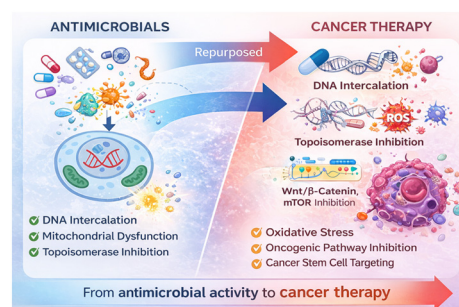 ANTIMICROBIALS
Repurposed
CANCER THERAPY
DNA Intercalation
ROS
Topoisomerase Inhibition
Wnt/β-Catenin,
mTOR Inhibition
DNA Intercalation
Mitochondrial Dysfunction
Topoisomerase Inhibition
Oxidative Stress
Oncogenic Pathway Inhibition
Cancer Stem Cell Targeting
From antimicrobial activity to cancer therapy